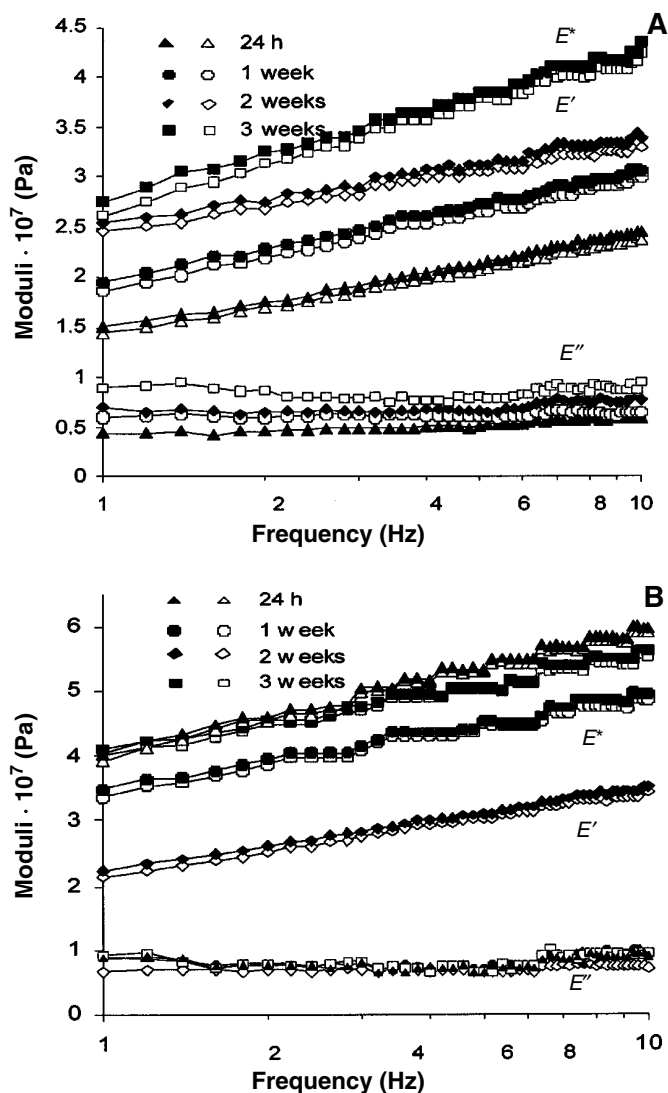 A
4.5
4
3.5
3
2.5
2
1.5
1
0.5
0
Moduli · 10⁷ (Pa)
24 h
1 week
2 weeks
3 weeks
E*
E′
E″
1 2 4 6 8 10
Frequency (Hz)
B
6
5
4
3
2
1
0
Moduli · 10⁷ (Pa)
24 h
1 week
2 weeks
3 weeks
E*
E′
E″
1 2 4 6 8 10
Frequency (Hz)